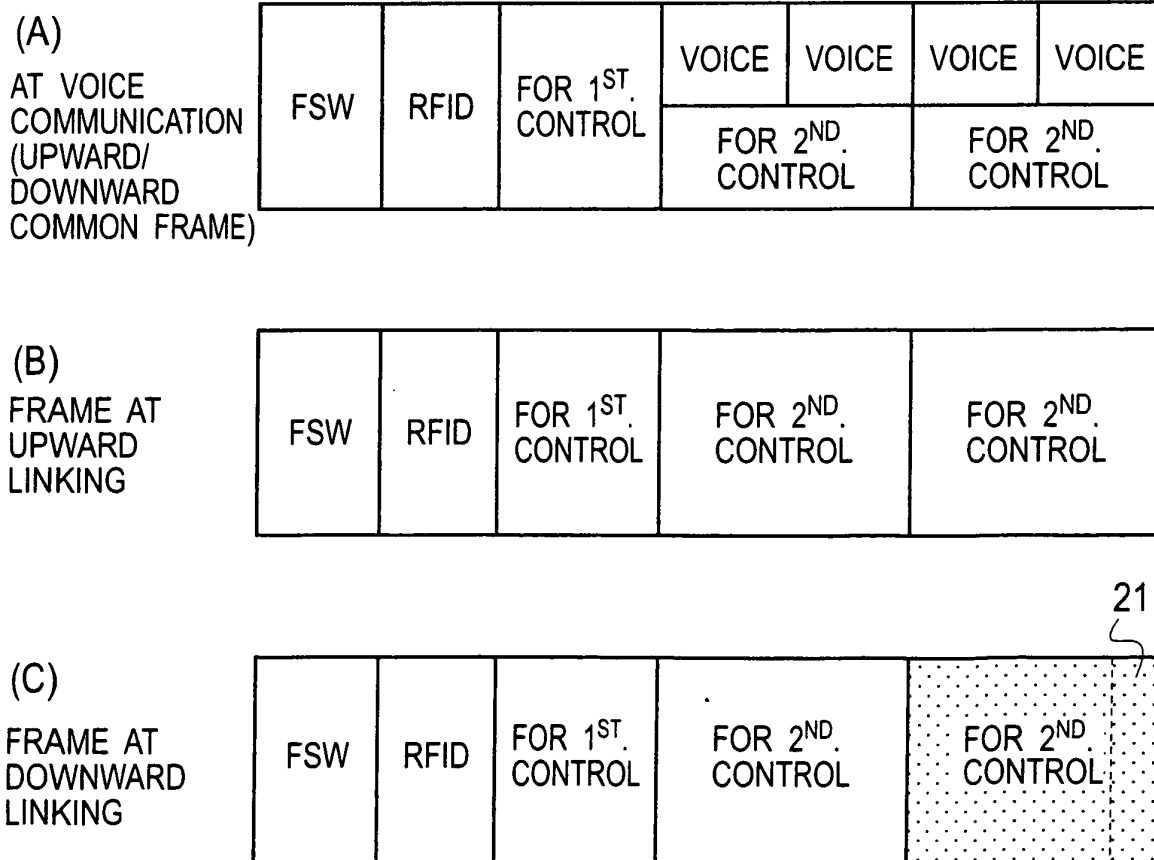 (A)
AT VOICE
COMMUNICATION
(UPWARD/
DOWNWARD
COMMON FRAME)
FSW
RFID
FOR 1ST.
CONTROL
VOICE
VOICE
VOICE
VOICE
FOR 2ND.
CONTROL
FOR 2ND.
CONTROL
(B)
FRAME AT
UPWARD
LINKING
FSW
RFID
FOR 1ST.
CONTROL
FOR 2ND.
CONTROL
FOR 2ND.
CONTROL
21
(C)
FRAME AT
DOWNWARD
LINKING
FSW
RFID
FOR 1ST.
CONTROL
FOR 2ND.
CONTROL
FOR 2ND.
CONTROL